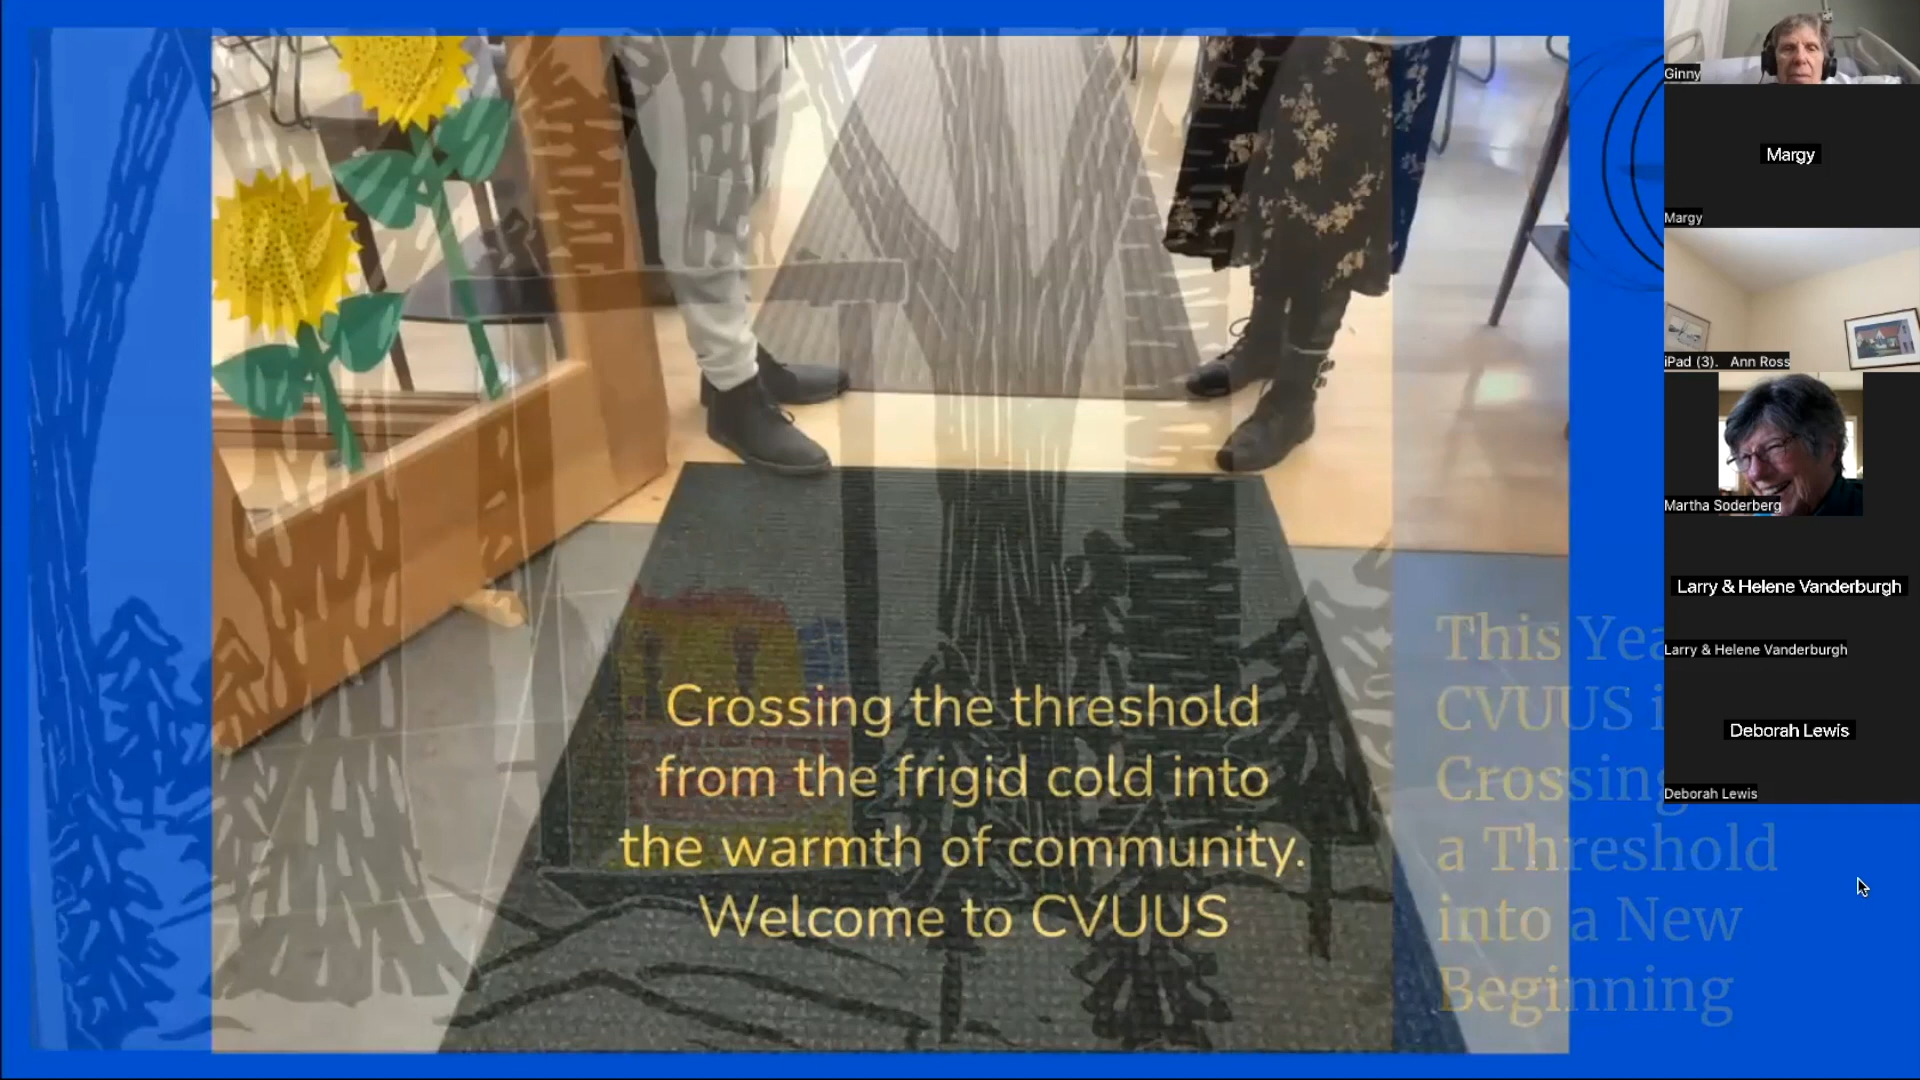 Crossing the threshold
from the frigid cold into
the warmth of community.
Welcome to CVUUS
This Yea
CVUUS i
Crossing
a Threshold
into a New
Beginning
Ginny
Margy
Margy
iPad (3). Ann Ross
Martha Soderberg
Larry & Helene Vanderburgh
Larry & Helene Vanderburgh
Deborah Lewis
Deborah Lewis